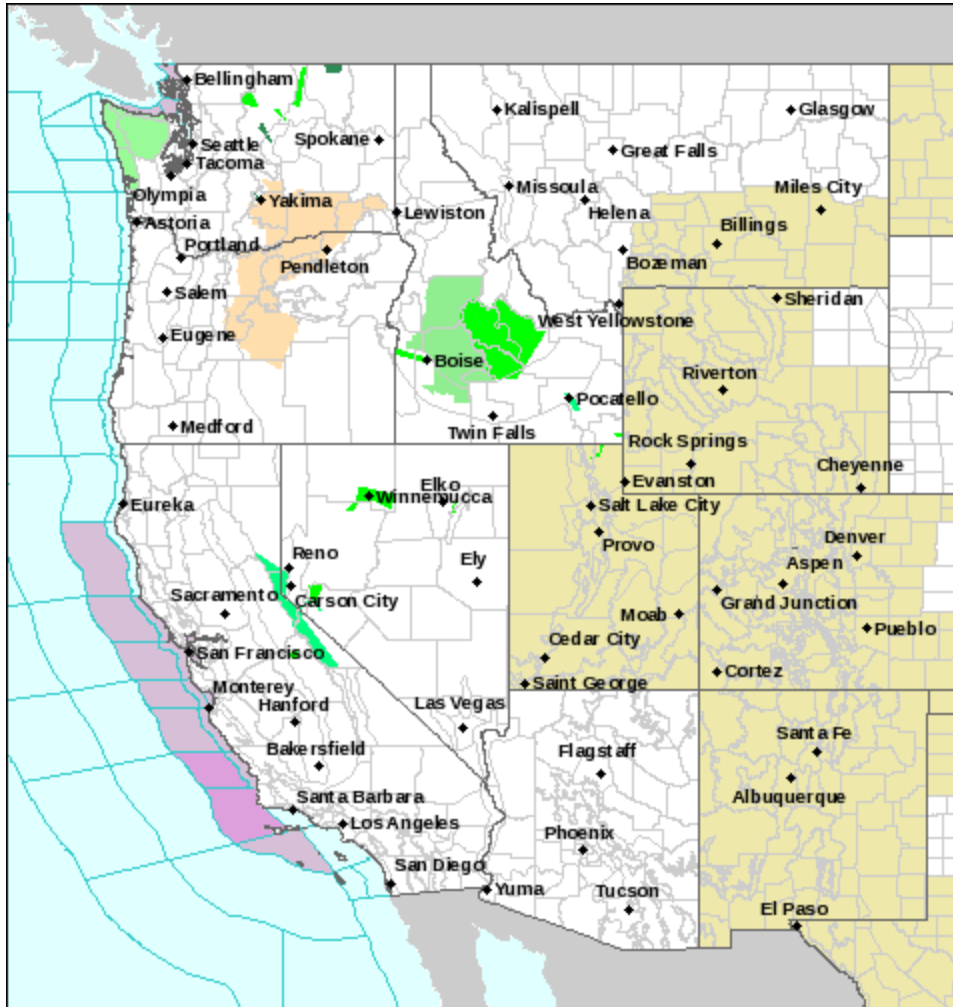 Bellingham
Kalispell
Glasgow
Seattle
Spokane
Great Falls
Tacoma
Olympia
Yakima
Lewiston
Missoula
Helena
Miles City
Astoria
Billings
Portland
Pendleton
Bozeman
Salem
Sheridan
Eugene
West Yellowstone
Boise
Riverton
Pocatello
Medford
Twin Falls
Rock Springs
Cheyenne
Evanston
Eureka
Elko
Winnemucca
Salt Lake City
Provo
Denver
Reno
Ely
Aspen
Sacramento
Carson City
Grand Junction
Moab
Pueblo
San Francisco
Cedar City
Cortez
Saint George
Monterey
Hanford
Las Vegas
Bakersfield
Flagstaff
Santa Fe
Albuquerque
Santa Barbara
Los Angeles
Phoenix
San Diego
Yuma
Tucson
El Paso